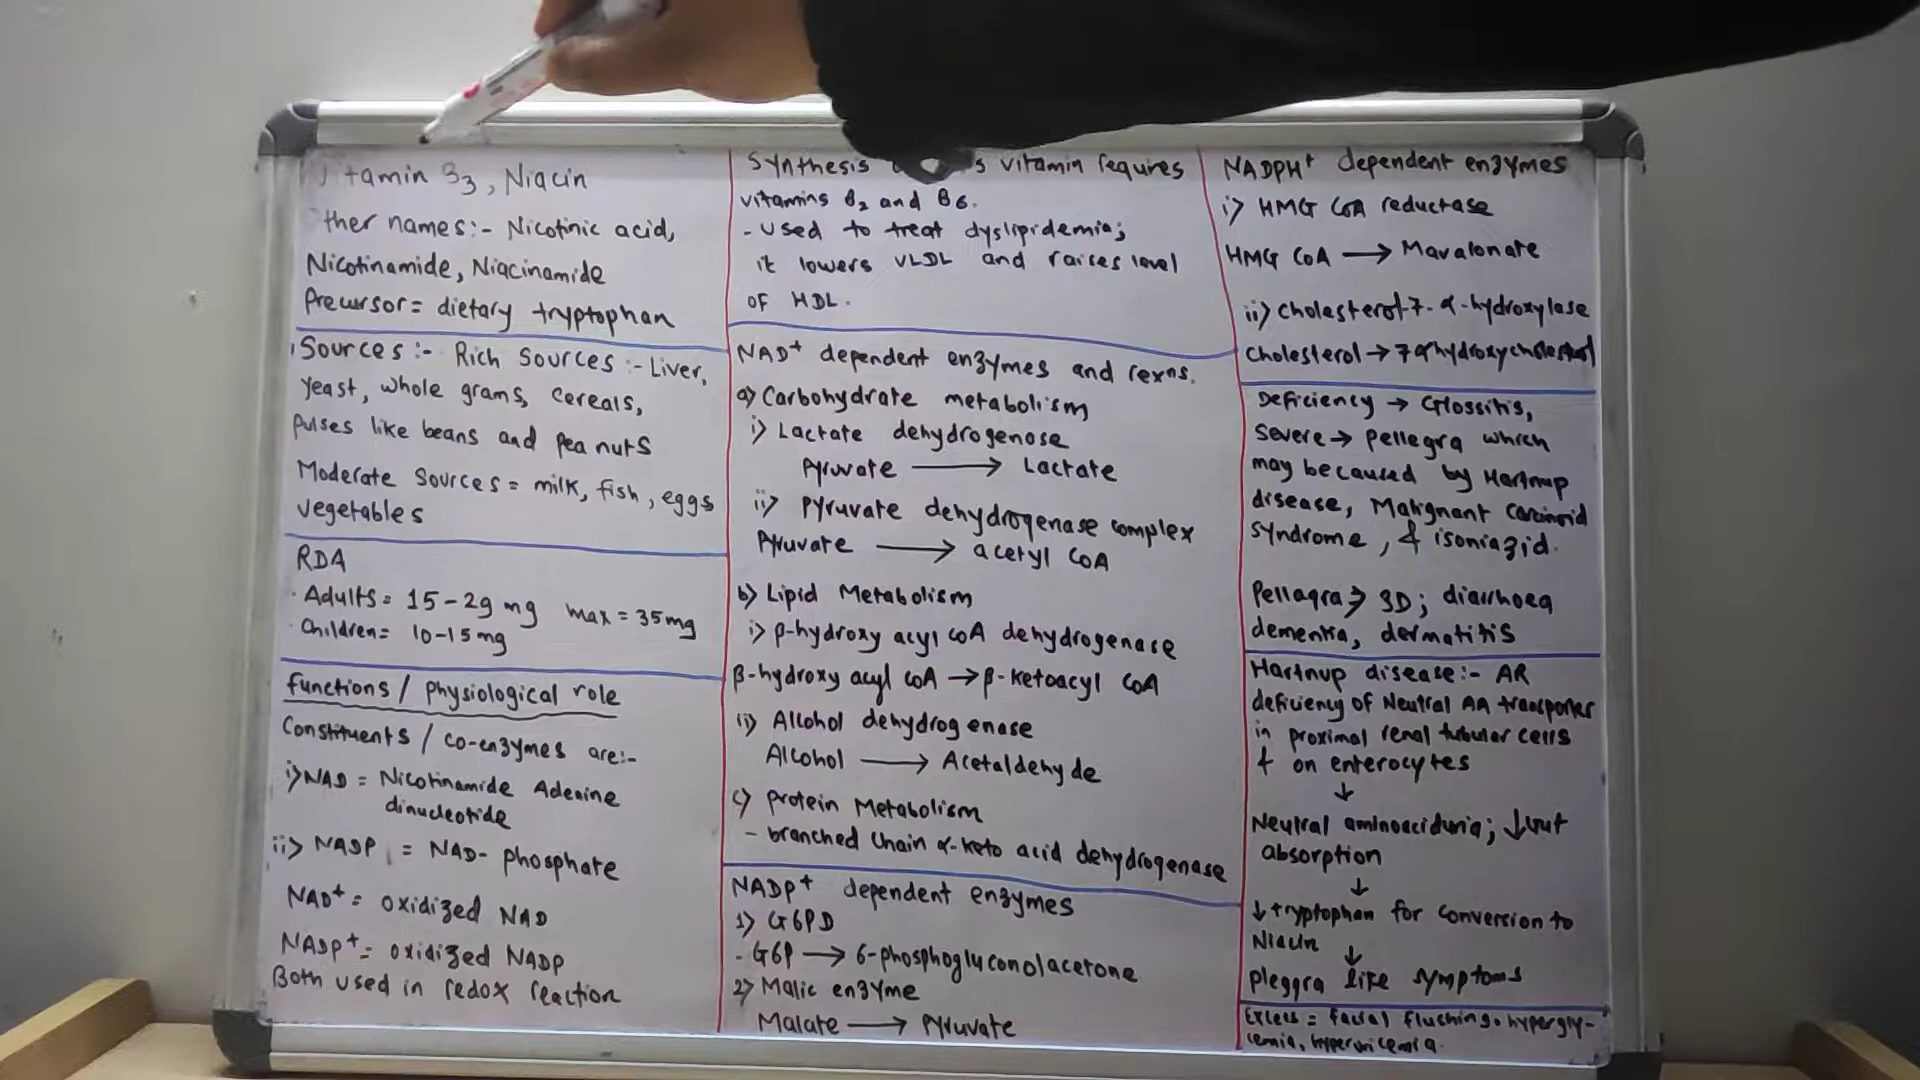 Vitamin B3, Niacin
Other names:- Nicotinic acid,
Nicotinamide, Niacinamide
Precursor = dietary tryptophan
Sources :- Rich Sources :- Liver,
yeast, whole grams, cereals,
pulses like beans and pea nuts
Moderate Sources = milk, fish, eggs
vegetables
RDA
· Adults = 15-29 mg max = 35mg
· Children = 10-15mg
Functions / physiological role
Constituents / co-enzymes are:-
i) NAD = Nicotinamide Adenine
dinucleotide
ii) NADP = NAD- phosphate
NAD+ = oxidized NAD
NADP+ = oxidized NADP
Both used in redox reaction
Synthesis s vitamin requires
vitamins B2 and B6.
- used to treat dyslipidemia;
it lowers VLDL and raises level
of HDL.
NAD+ dependent enzymes and rexns.
a) Carbohydrate metabolism
i) Lactate dehydrogenose
Pyruvate → Lactate
ii) Pyruvate dehydrogenase complex
Pyruvate → acetyl CoA
b) Lipid Metabolism
i) β-hydroxy acyl CoA dehydrogenase
β-hydroxy acyl CoA → β-ketoacyl CoA
ii) Alcohol dehydrogenase
Alcohol → Acetaldehyde
c) Protein Metabolism
- branched chain α-keto acid dehydrogenase
NADP+ dependent enzymes
1) G6PD
- G6P → 6-phosphogluconolacetone
2) Malic enzyme
Malate → Pyruvate
NADPH+ dependent enzymes
i) HMG CoA reductase
HMG CoA → Mavalonate
ii) Cholesterol-7-α-hydroxylase
Cholesterol → 7αhydroxycholesterol
Deficiency → Glossitis,
Severe → pellegra which
may be caused by Hartnup
disease, Malignant Carcinoid
syndrome, & isoniazid.
Pellagra → 3D; diarrhoea
dementia, dermatitis
Hartnup disease:- AR
deficiency of Neutral AA transporter
in proximal renal tubular cells
& on enterocytes
↓
Neutral aminoaciduria; ↓Gut
absorption
↓
↓tryptophan for conversion to
Niacin
↓
pleggra like symptoms
Excess = facial flushing, hypergly-
cemia, hyperuricemia.